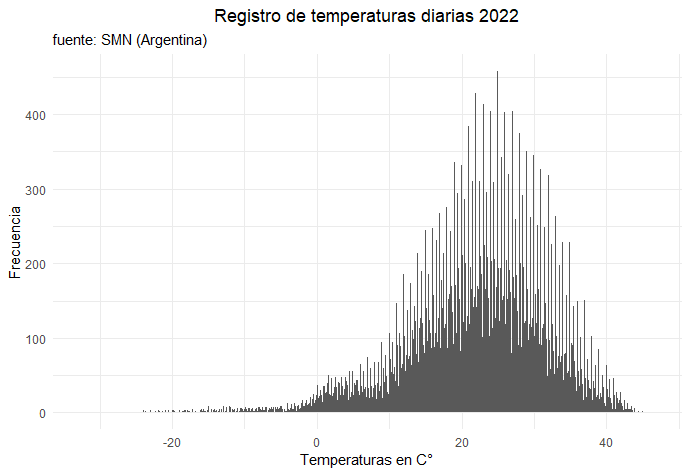 Registro de temperaturas diarias 2022
fuente: SMN (Argentina)
400
300
200
100
0
Frecuencia
-20 0 20 40
Temperaturas en C°